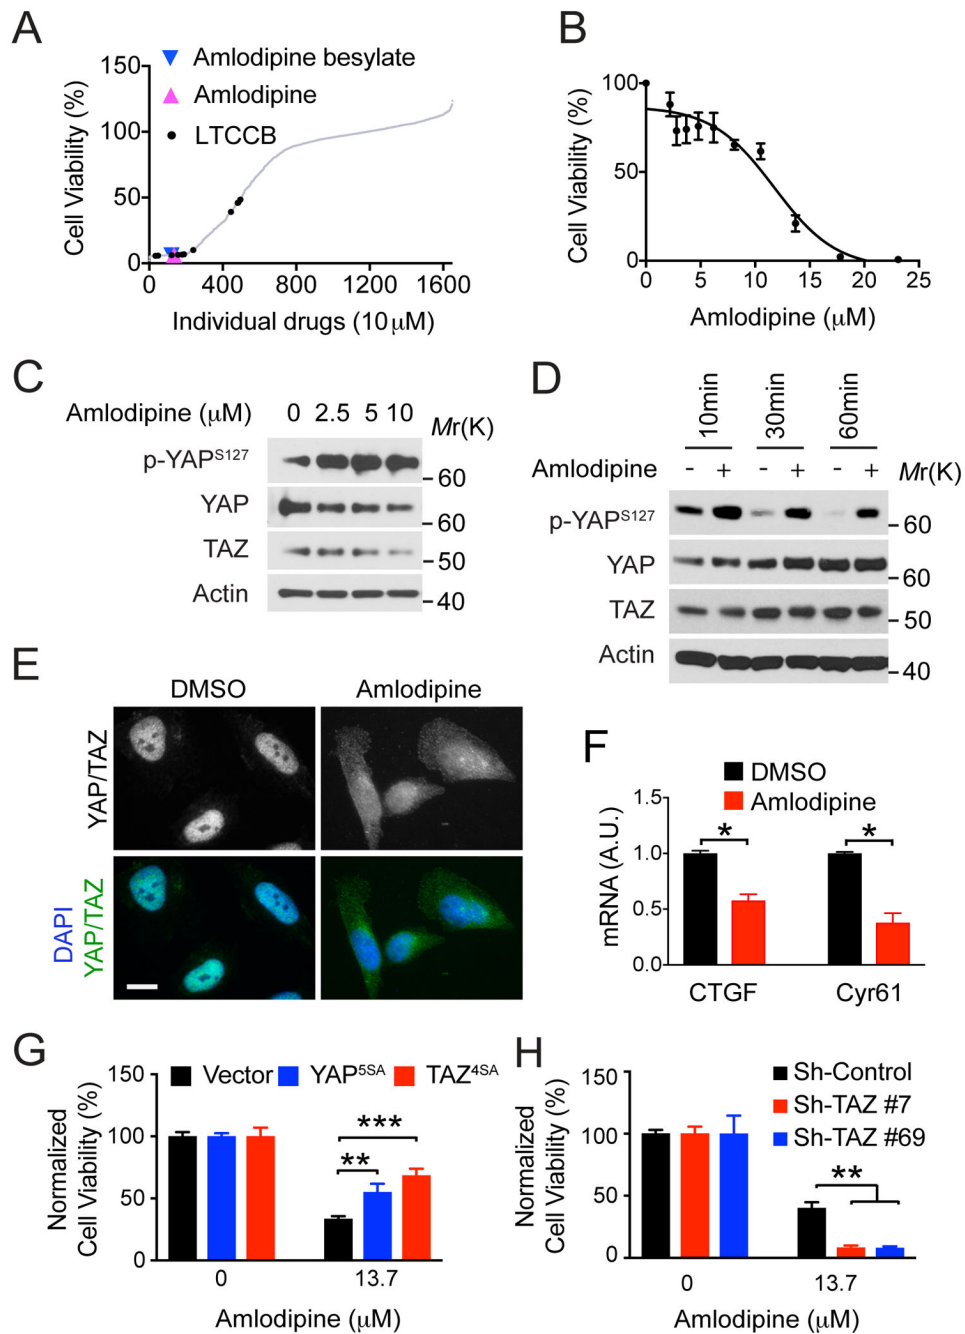 A
Amlodipine besylate
Amlodipine
LTCCB
Cell Viability (%)
150
100
50
0
0 400 800 1200 1600
Individual drugs (10 μM)
B
Cell Viability (%)
100
50
0
0 5 10 15 20 25
Amlodipine (μM)
C
Amlodipine (μM) 0 2.5 5 10 Mr(K)
p-YAPS127
60
YAP
60
TAZ
50
Actin
40
D
10min 30min 60min
Amlodipine - + - + - + Mr(K)
p-YAPS127
60
YAP
60
TAZ
50
Actin
40
E
DMSO Amlodipine
YAP/TAZ
DAPI
YAP/TAZ
F
DMSO
Amlodipine
mRNA (A.U.)
1.5
1.0
0.5
0.0
* *
CTGF Cyr61
G
Vector YAP5SA TAZ4SA
Normalized
Cell Viability (%)
150
100
50
0
***
**
0 13.7
Amlodipine (μM)
H
Sh-Control
Sh-TAZ #7
Sh-TAZ #69
Normalized
Cell Viability (%)
150
100
50
0
**
0 13.7
Amlodipine (μM)